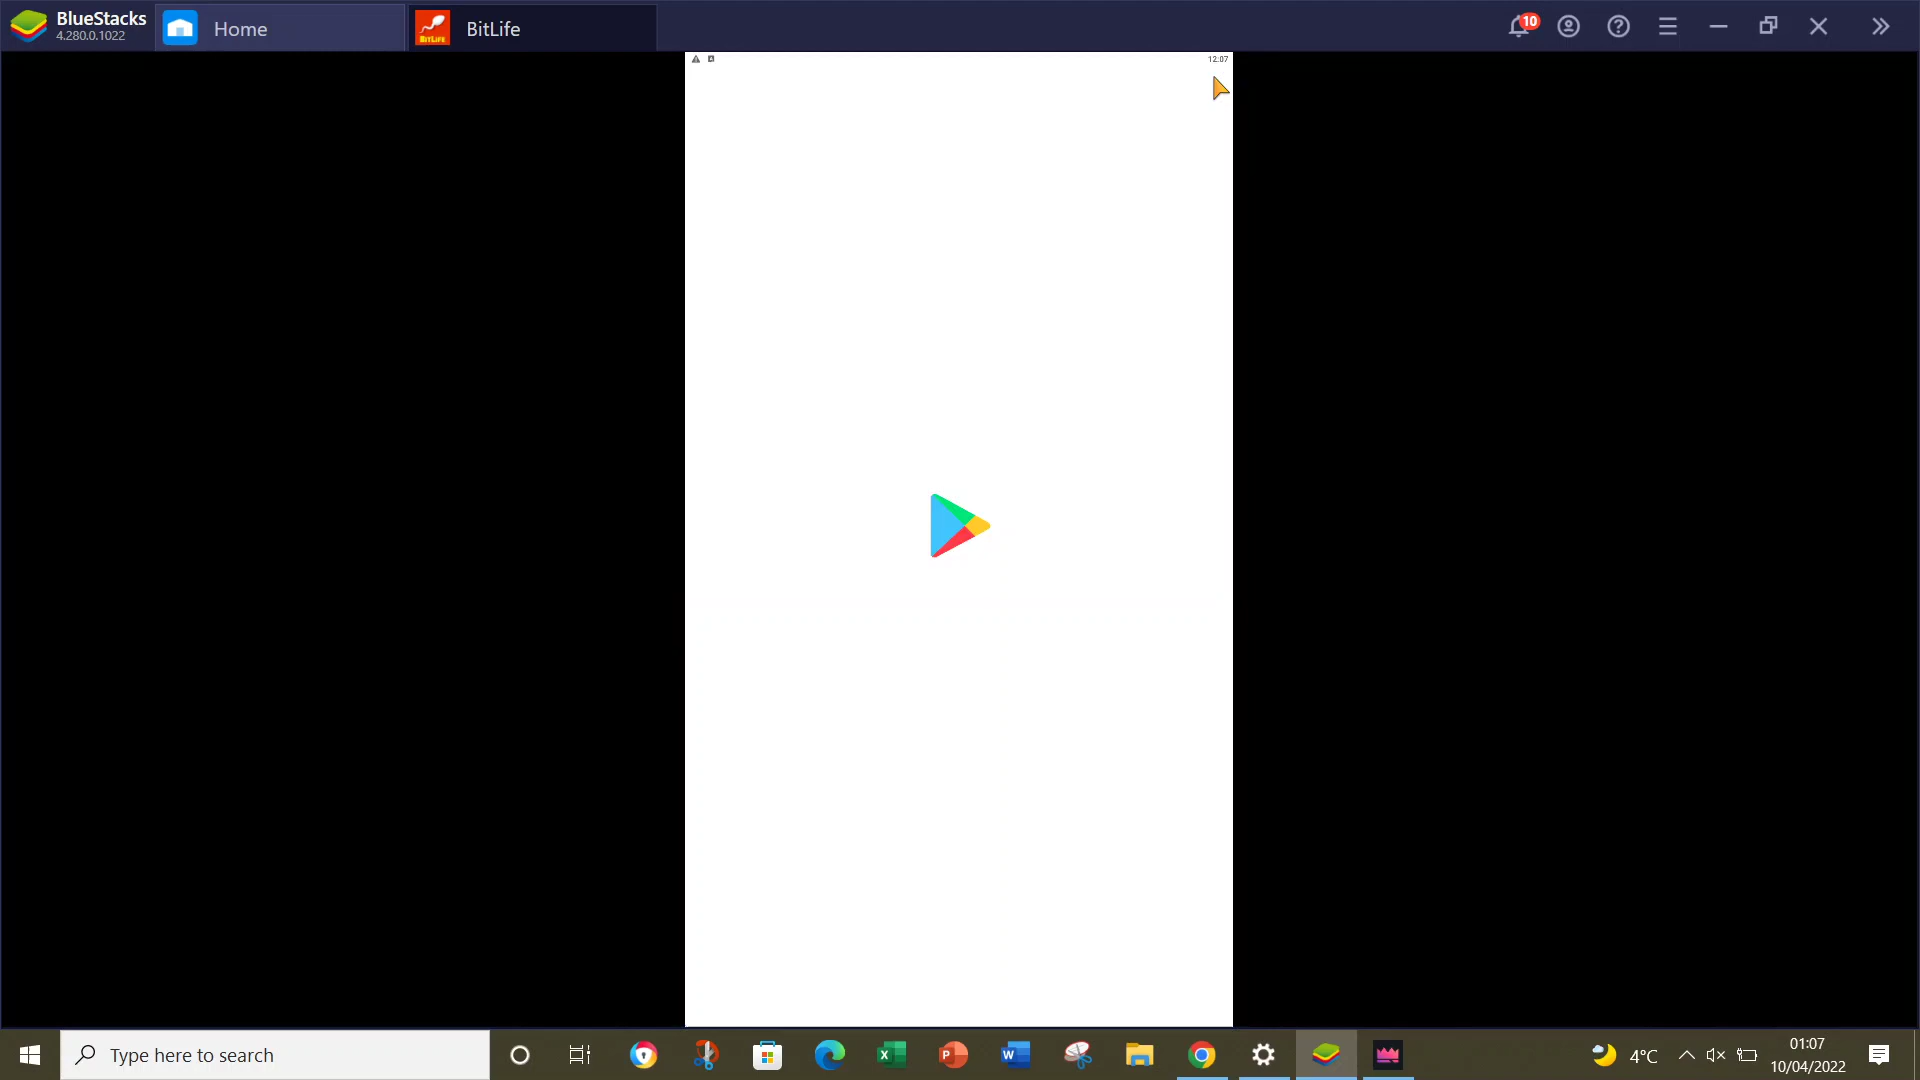 BlueStacks
4.280.0.1022
Home
BITLIFE
BitLife
10
12:07
Type here to search
X
P
W
4°C
01:07
10/04/2022